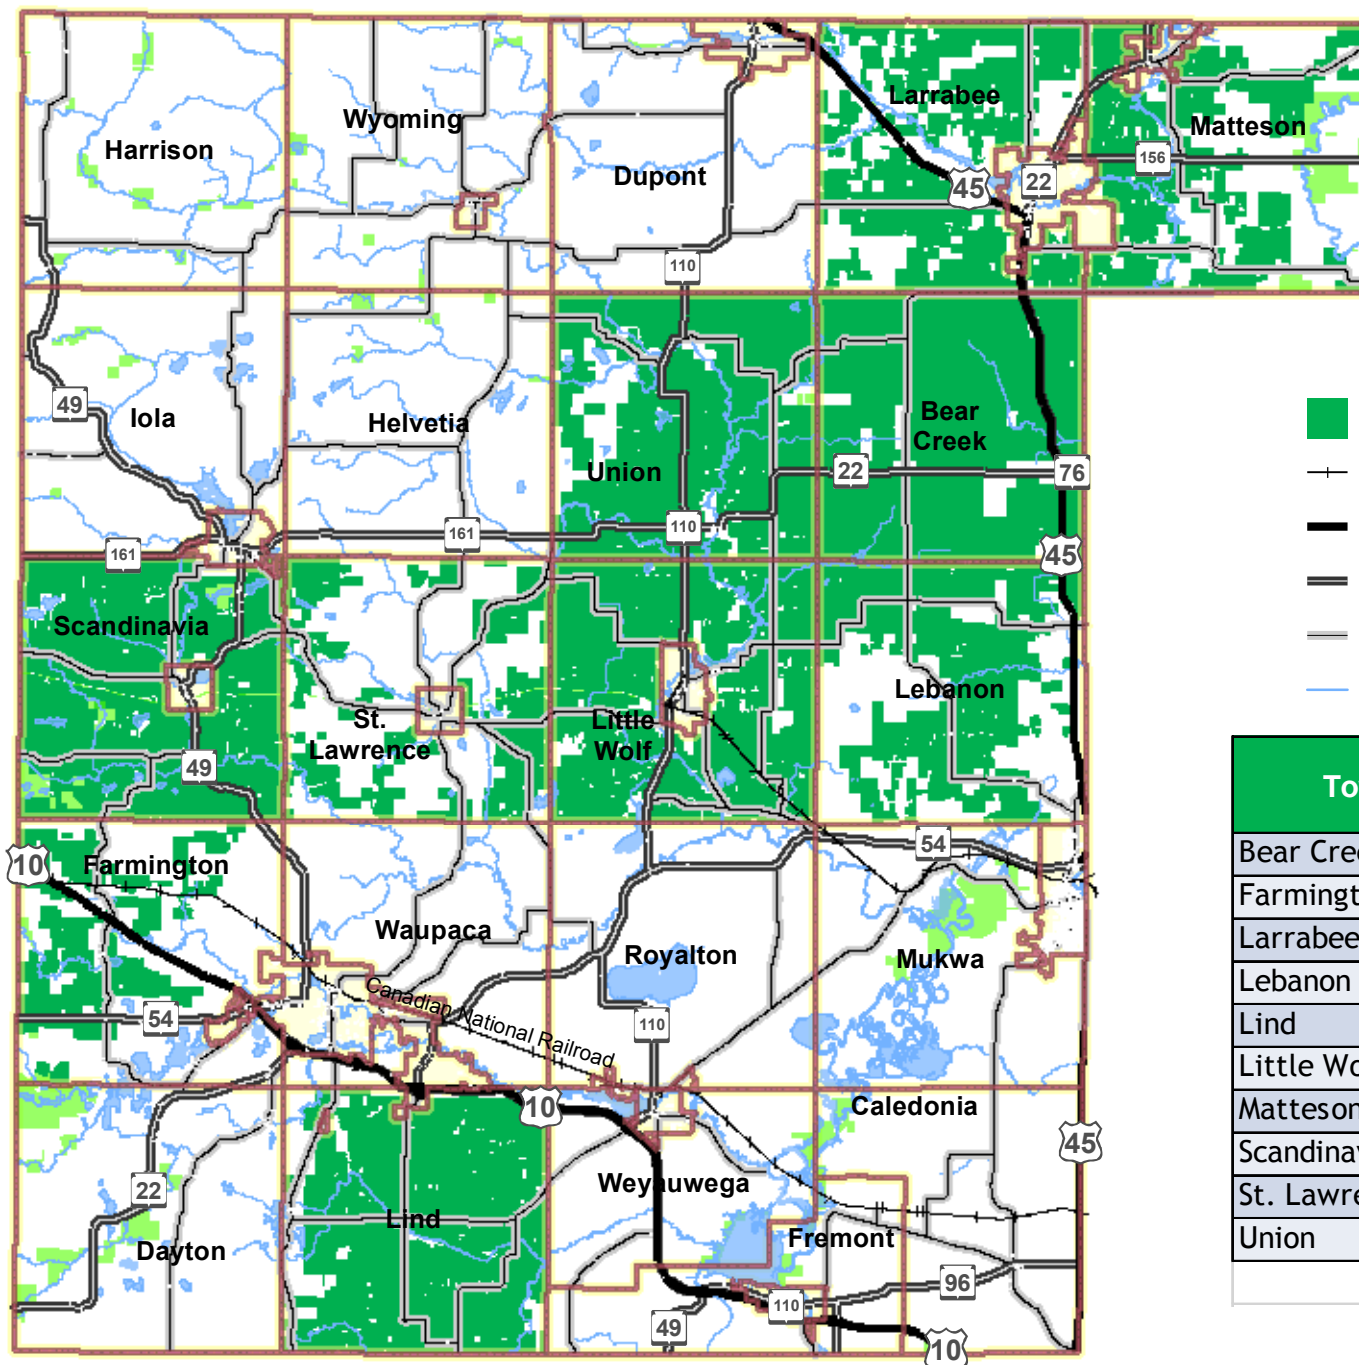 Larrabee
Wyoming
Matteson
Harrison
156
Dupont
45
22
110
49
Iola
Helvetia
Bear
Creek
Union
22
76
110
161
161
45
Scandinavia
Lebanon
St.
Lawrence
Little
Wolf
49
To
54
10
Farmington
Bear Cre
Farmingt
Waupaca
Royalton
Mukwa
Larrabee
Lebanon
Canadian National Railroad
54
110
Lind
Little Wo
10
Caledonia
Matteson
45
Scandina
Weyauwega
22
St. Lawre
Lind
Fremont
Union
Dayton
96
110
49
10